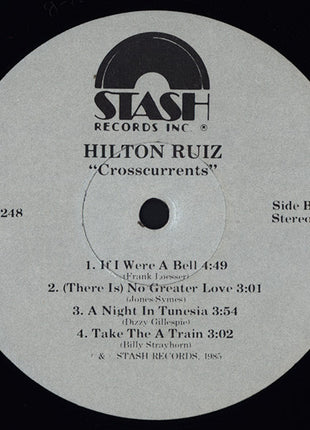 STASH
RECORDS INC ®
HILTON RUIZ
"Crosscurrents"
248
Side B
Stereo
1. If I Were A Bell 4:49
(Frank Loesser)
2. (There Is) No Greater Love 3:01
(Jones Symes)
3. A Night In Tunesia 3:54
(Dizzy Gillespie)
4. Take The A Train 3:02
(Billy Strayhorn)
& STASH RECORDS, 1985